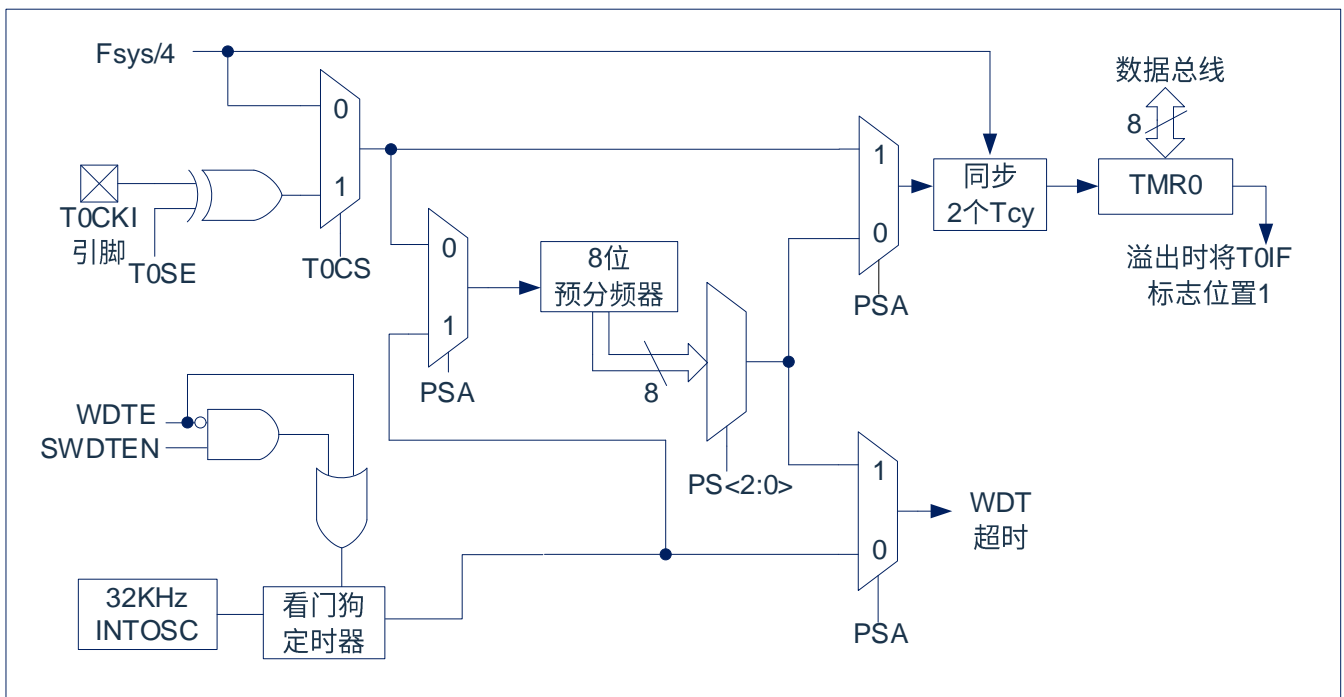 Fsys/4
数据总线
8
0
1
T0CKI
引脚
T0SE
T0CS
0
1
PSA
8位
预分频器
8
PS<2:0>
1
0
PSA
同步
2个Tcy
TMR0
溢出时将T0IF
标志位置1
WDTE
SWDTEN
1
0
PSA
WDT
超时
32KHz
INTOSC
看门狗
定时器